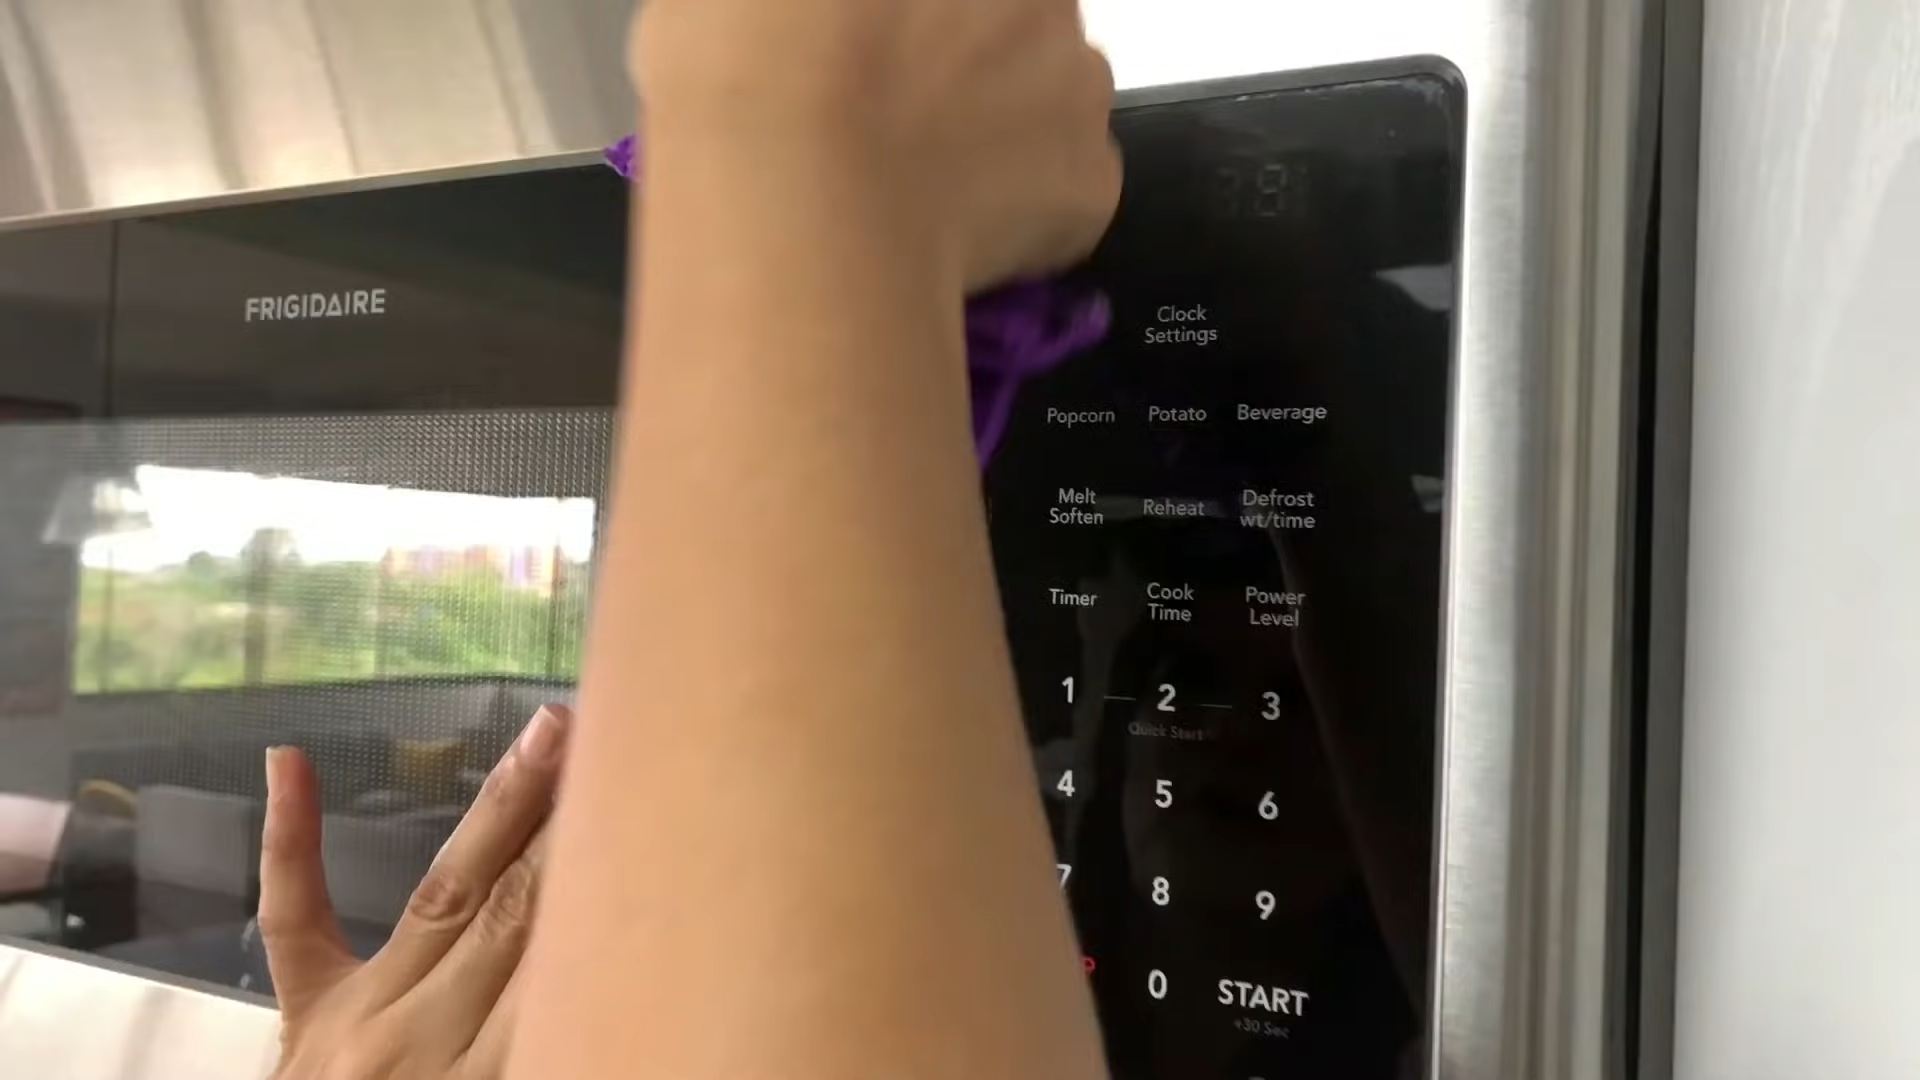 FRIGIDAIRE
Clock
Settings
Popcorn Potato Beverage
Melt
Soften
Reheat
Defrost
wt/time
Timer
Cook
Time
Power
Level
1 2 3
Quick Start
4 5 6
7 8 9
0
START
+30 Sec